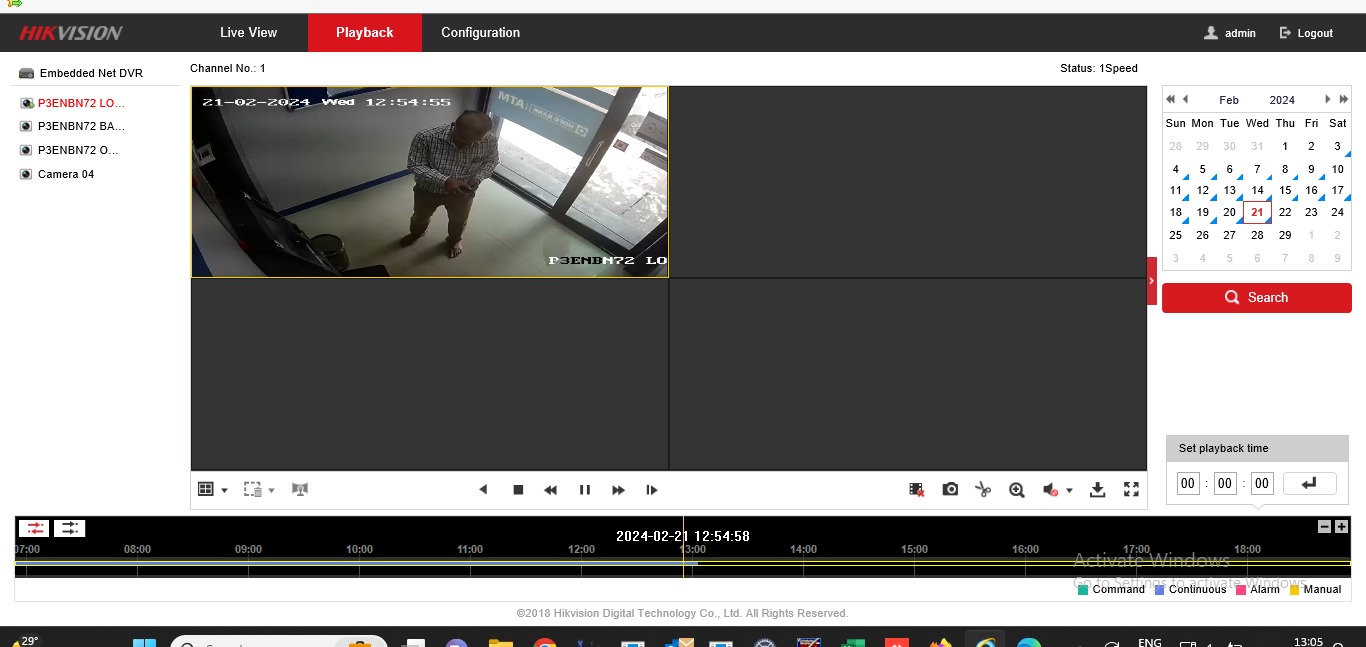 HIKVISION Live View Playback Configuration admin Logout
Embedded Net DVR
P3ENBN72 LO...
P3ENBN72 BA...
P3ENBN72 O...
Camera 04
Channel No.: 1 Status: 1Speed
21-02-2024 Wed 12:54:55
MTA
HDFC BANK
P3ENBN72 LO
Feb 2024
Sun Mon Tue Wed Thu Fri Sat
28 29 30 31 1 2 3
4 5 6 7 8 9 10
11 12 13 14 15 16 17
18 19 20 21 22 23 24
25 26 27 28 29 1 2
3 4 5 6 7 8 9
Search
Set playback time
00 : 00 : 00
2024-02-21 12:54:58
07:00 08:00 09:00 10:00 11:00 12:00 13:00 14:00 15:00 16:00 17:00 18:00
Activate Windows
Go to Settings to activate Windows.
Command Continuous Alarm Manual
©2018 Hikvision Digital Technology Co., Ltd. All Rights Reserved.
29°
ENG
13:05